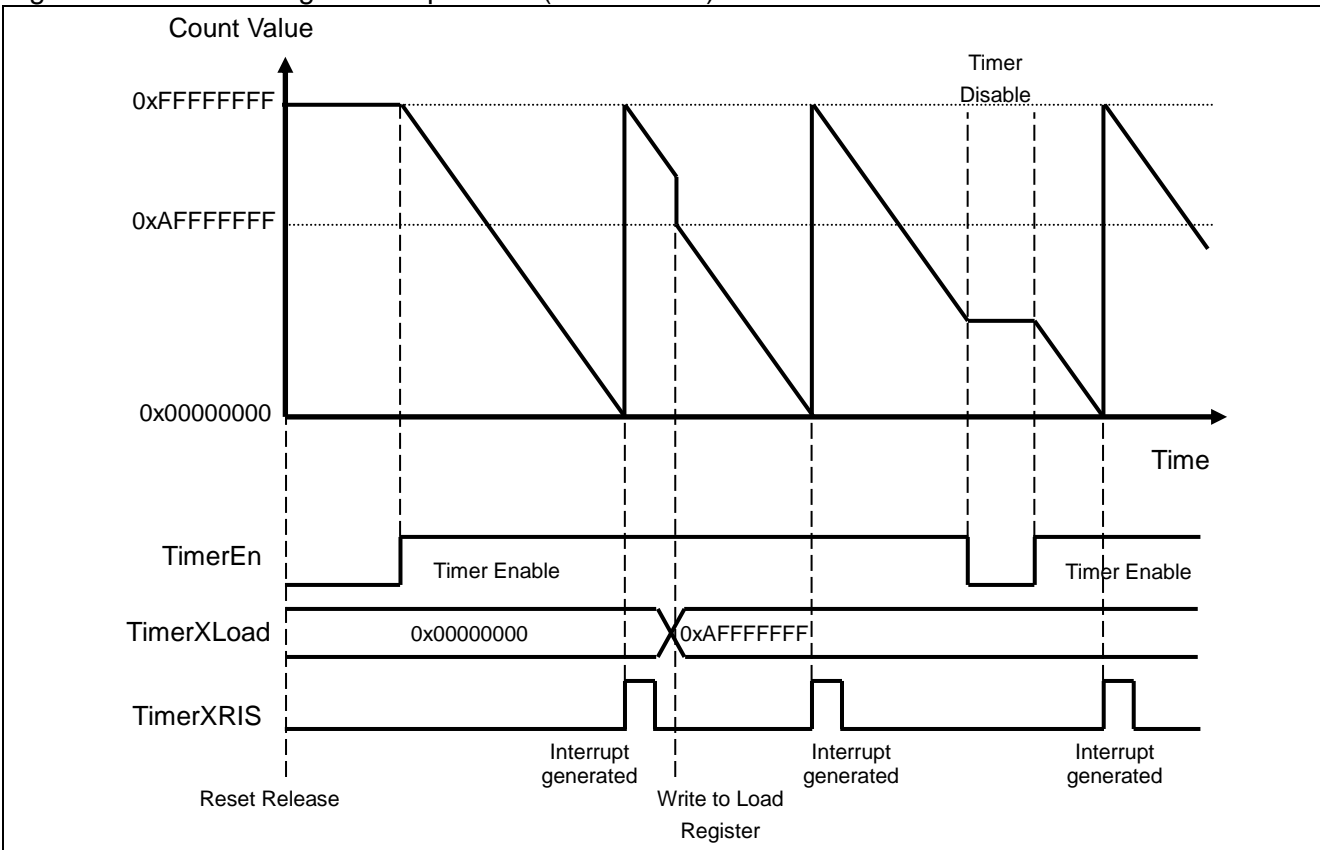 Count Value
Timer
Disable
0xFFFFFFFF
0xAFFFFFFF
0x00000000
Time
TimerEn
Timer Enable
Timer Enable
TimerXLoad
0x00000000
0xAFFFFFFF
TimerXRIS
Interrupt
generated
Interrupt
generated
Interrupt
generated
Reset Release
Write to Load
Register